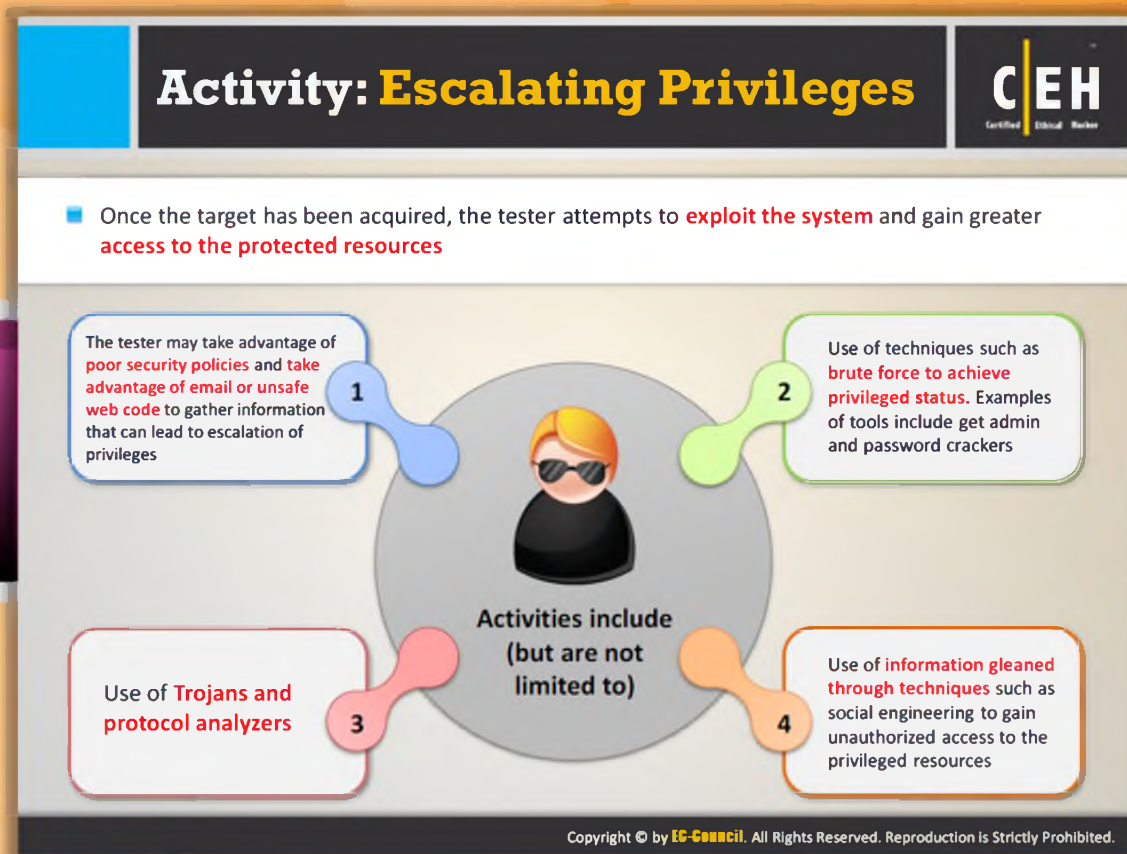 Activity: Escalating Privileges
C|EH
Certified Ethical Hacker
Once the target has been acquired, the tester attempts to exploit the system and gain greater
access to the protected resources
The tester may take advantage of
poor security policies and take
advantage of email or unsafe
web code to gather information
that can lead to escalation of
privileges
1
2
Use of techniques such as
brute force to achieve
privileged status. Examples
of tools include get admin
and password crackers
Activities include
(but are not
limited to)
Use of Trojans and
protocol analyzers
3
4
Use of information gleaned
through techniques such as
social engineering to gain
unauthorized access to the
privileged resources
Copyright © by EC-Council. All Rights Reserved. Reproduction is Strictly Prohibited.